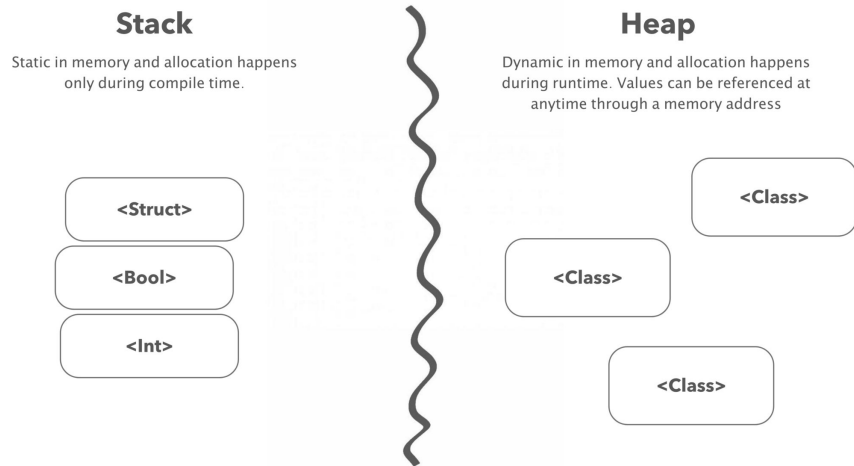 Stack
Static in memory and allocation happens
only during compile time.
<Struct>
<Bool>
<Int>
Heap
Dynamic in memory and allocation happens
during runtime. Values can be referenced at
anytime through a memory address
<Class>
<Class>
<Class>